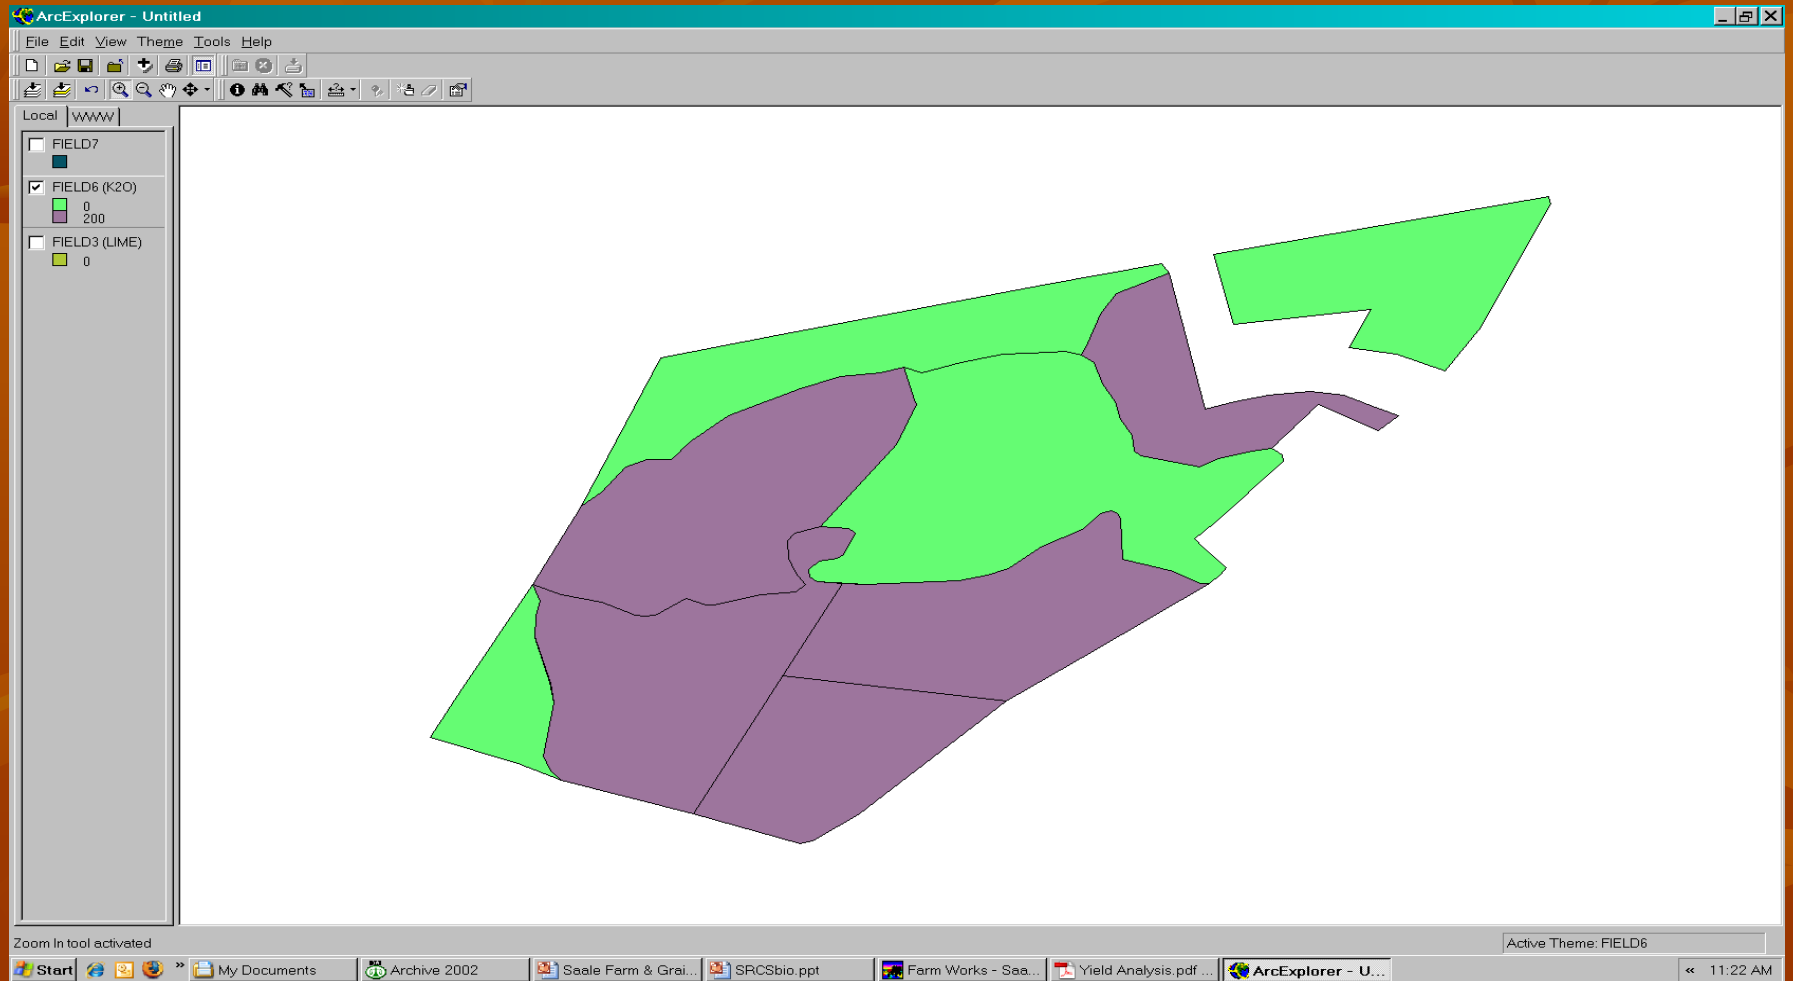 ArcExplorer - Untitled
File Edit View Theme Tools Help
Local WWW
FIELD7
FIELD6 (K2O)
0
200
FIELD3 (LIME)
0
Zoom In tool activated
Active Theme: FIELD6
Start » My Documents Archive 2002 Saale Farm & Grai... SRCSbio.ppt Farm Works - Saa... Yield Analysis.pdf ... ArcExplorer - U... « 11:22 AM